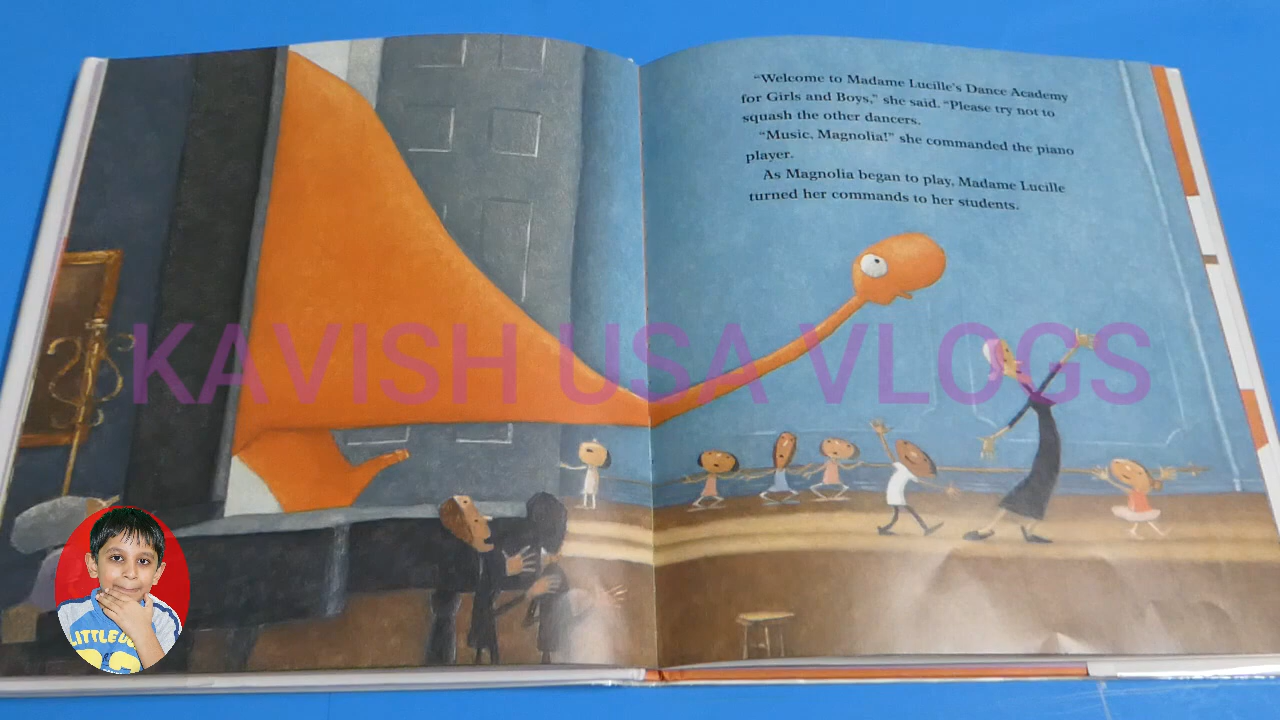 "Welcome to Madame Lucille's Dance Academy
for Girls and Boys," she said. "Please try not to
squash the other dancers.
"Music, Magnolia!" she commanded the piano
player.
As Magnolia began to play, Madame Lucille
turned her commands to her students.
KAVISH USA VLOGS
LITTLE